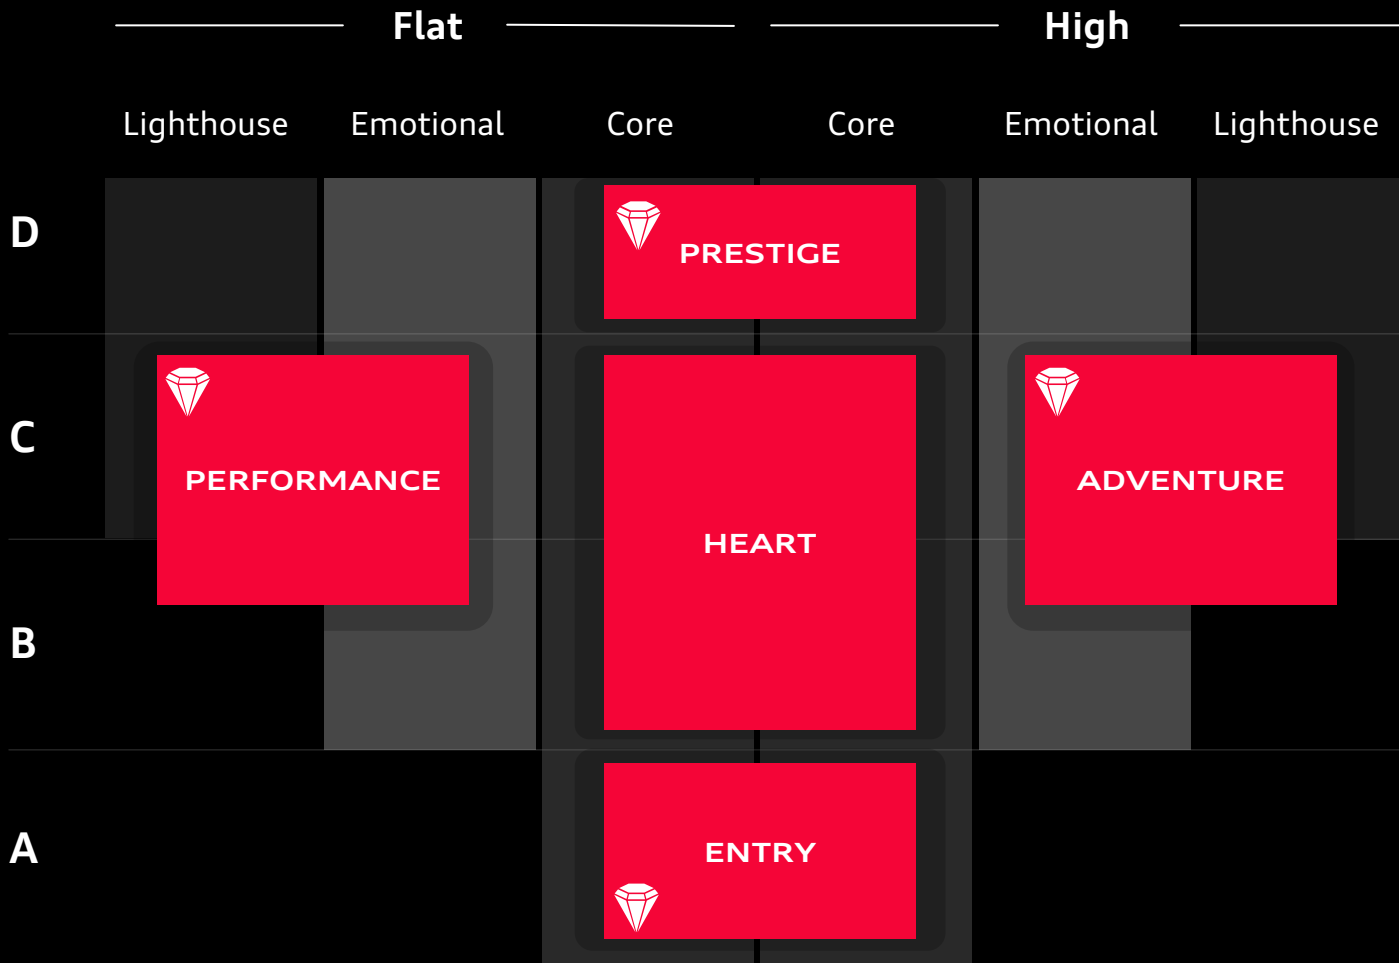 Flat High
Lighthouse Emotional Core Core Emotional Lighthouse
D
PRESTIGE
C
PERFORMANCE
ADVENTURE
HEART
B
A
ENTRY